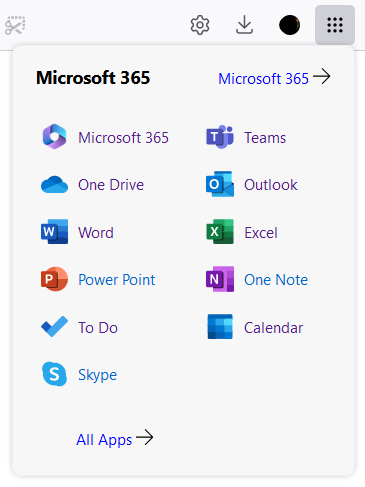 Microsoft 365
Microsoft 365
Microsoft 365
Teams
One Drive
Outlook
Word
Excel
Power Point
One Note
To Do
Calendar
Skype
All Apps